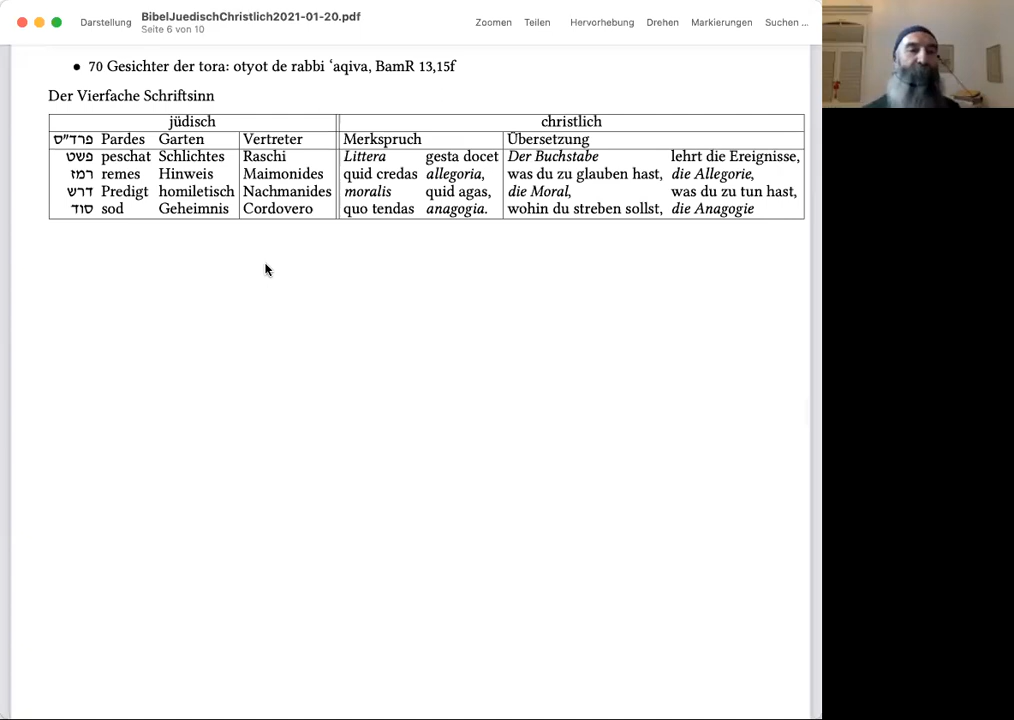 Darstellung
BibelJuedischChristlich2021-01-20.pdf
Seite 6 von 10
Zoomen Teilen Hervorhebung Drehen Markierungen Suchen ...
• 70 Gesichter der tora: otyot de rabbi ʿaqiva, BamR 13,15f
Der Vierfache Schriftsinn
jüdisch christlich
פרד"ס Pardes Garten Vertreter Merkspruch Übersetzung
פשט peschat Schlichtes Raschi Littera gesta docet Der Buchstabe lehrt die Ereignisse,
רמז remes Hinweis Maimonides quid credas allegoria, was du zu glauben hast, die Allegorie,
דרש Predigt homiletisch Nachmanides moralis quid agas, die Moral, was du zu tun hast,
סוד sod Geheimnis Cordovero quo tendas anagogia. wohin du streben sollst, die Anagogie